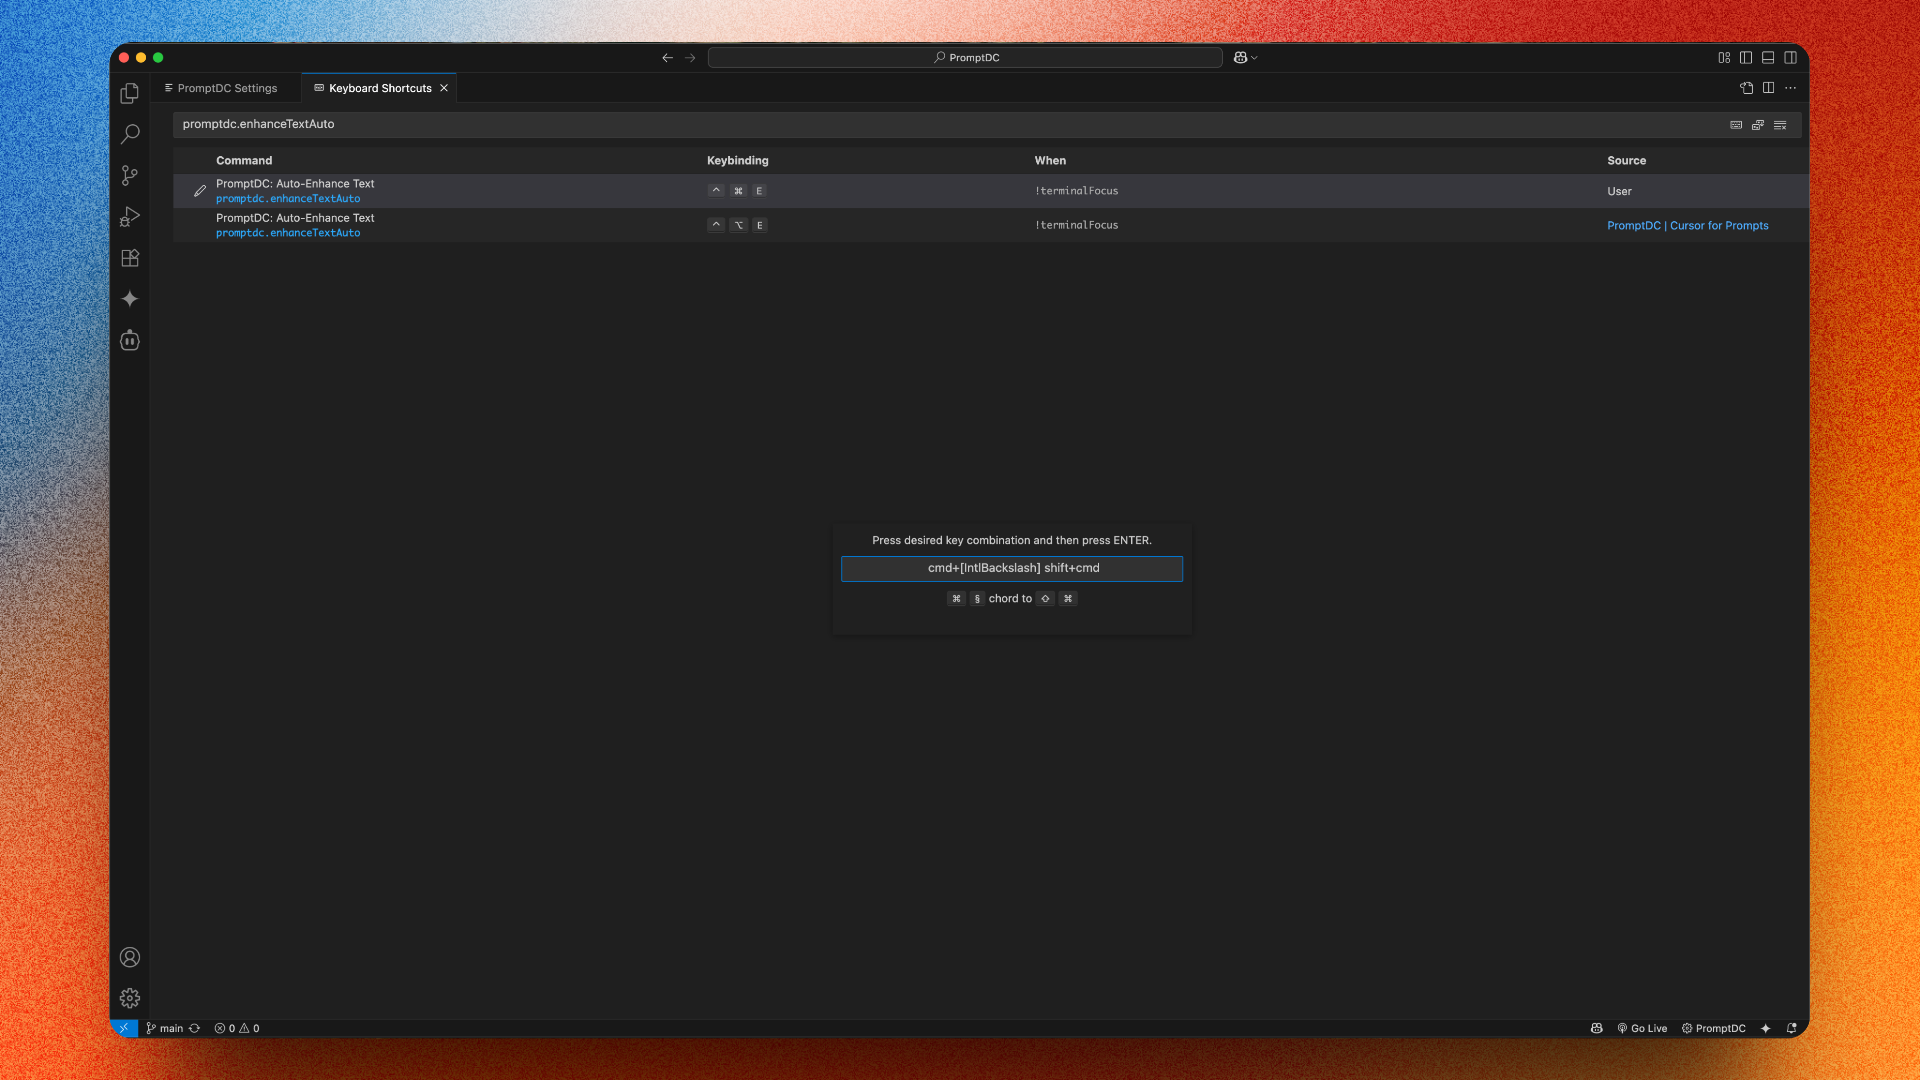 PromptDC
PromptDC Settings
Keyboard Shortcuts
promptdc.enhanceTextAuto
Command Keybinding When Source
PromptDC: Auto-Enhance Text
promptdc.enhanceTextAuto
^ ⌘ E !terminalFocus User
PromptDC: Auto-Enhance Text
promptdc.enhanceTextAuto
^ ⌥ E !terminalFocus PromptDC | Cursor for Prompts
Press desired key combination and then press ENTER.
cmd+[IntlBackslash] shift+cmd
⌘ § chord to ⇧ ⌘
main 0 0 Go Live PromptDC